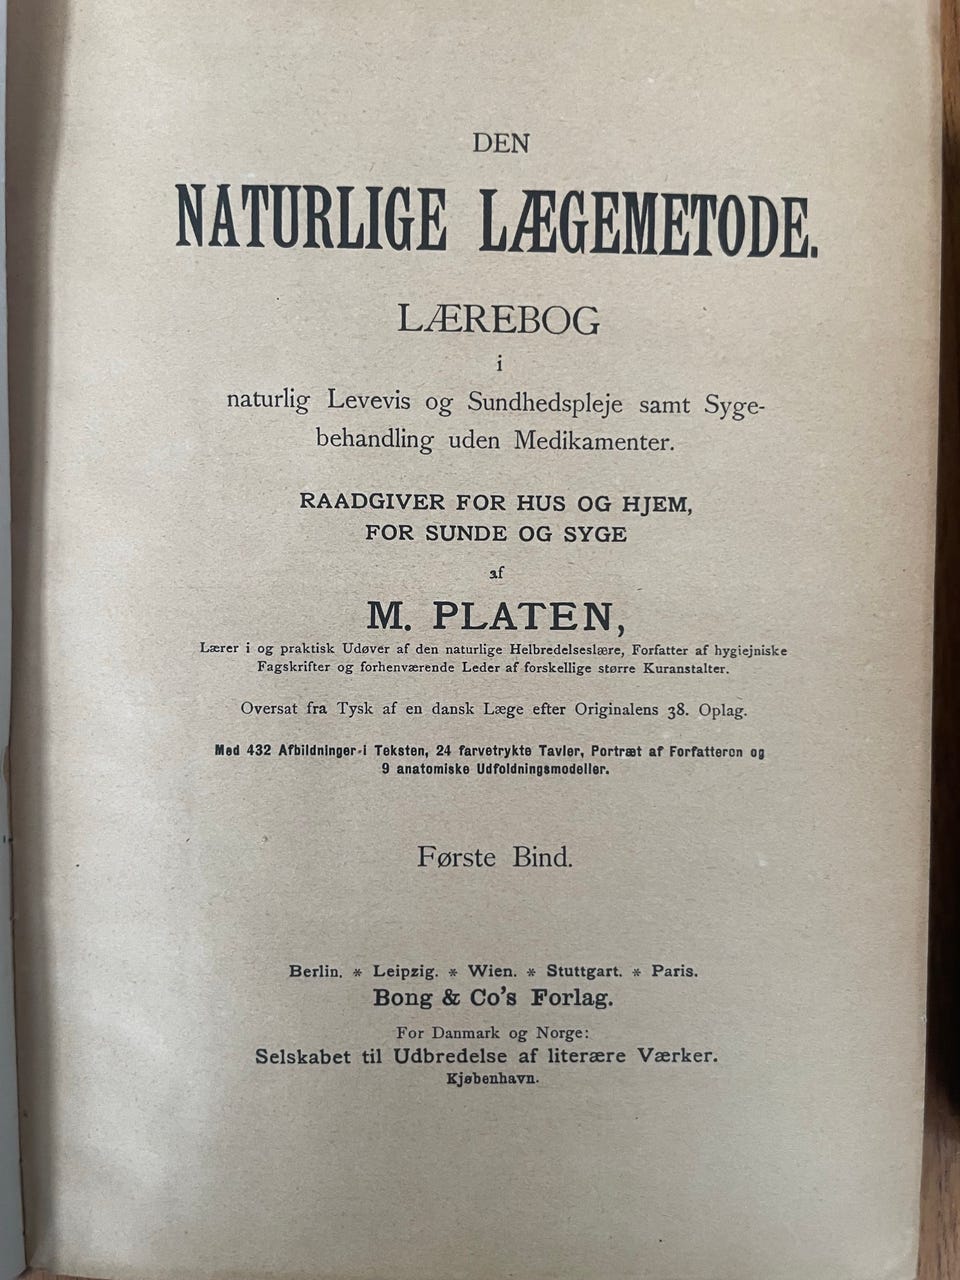 DEN
NATURLIGE LÆGEMETODE.
LÆREBOG
i
naturlig Levevis og Sundhedspleje samt Syge-
behandling uden Medikamenter.
RAADGIVER FOR HUS OG HJEM,
FOR SUNDE OG SYGE
af
M. PLATEN,
Lærer i og praktisk Udøver af den naturlige Helbredelseslære, Forfatter af hygiejniske
Fagskrifter og forhenværende Leder af forskellige større Kuranstalter.
Oversat fra Tysk af en dansk Læge efter Originalens 38. Oplag.
Med 432 Afbildninger i Teksten, 24 farvetrykte Tavler, Portræt af Forfatteren og
9 anatomiske Udfoldningsmodeller.
Første Bind.
Berlin. * Leipzig. * Wien. * Stuttgart. * Paris.
Bong & Co's Forlag.
For Danmark og Norge:
Selskabet til Udbredelse af literære Værker.
Kjøbenhavn.